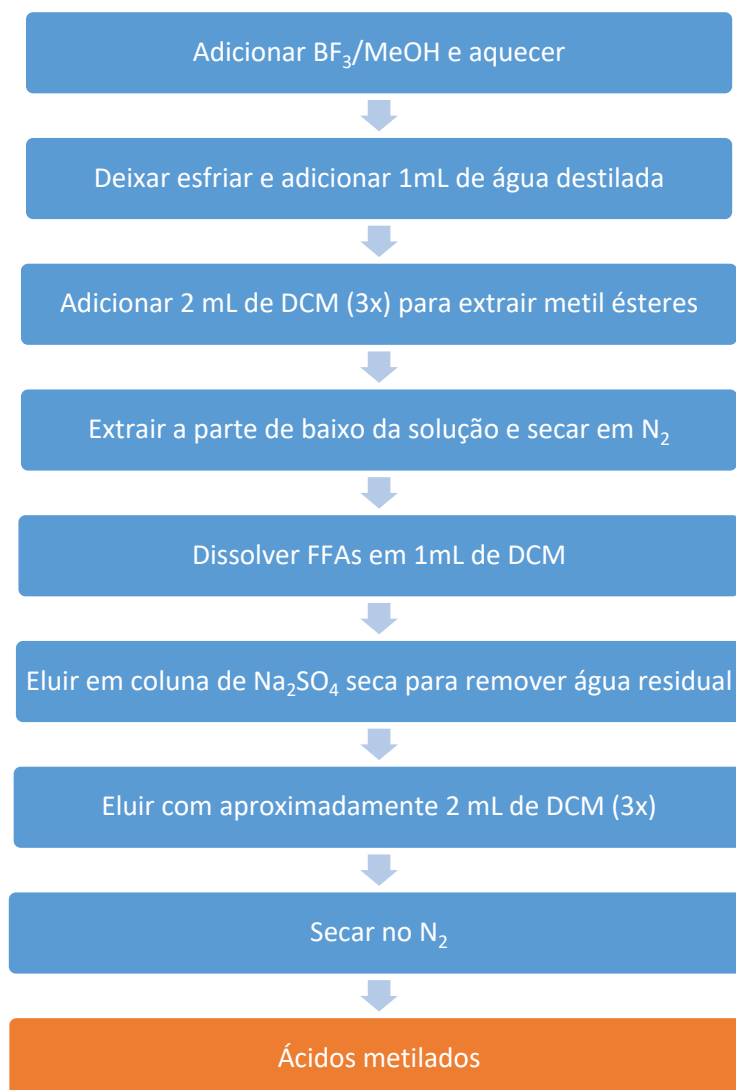 Adicionar BF₃/MeOH e aquecer
Deixar esfriar e adicionar 1mL de água destilada
Adicionar 2 mL de DCM (3x) para extrair metil ésteres
Extrair a parte de baixo da solução e secar em N₂
Dissolver FFAs em 1mL de DCM
Eluir em coluna de Na₂SO₄ seca para remover água residual
Eluir com aproximadamente 2 mL de DCM (3x)
Secar no N₂
Ácidos metilados